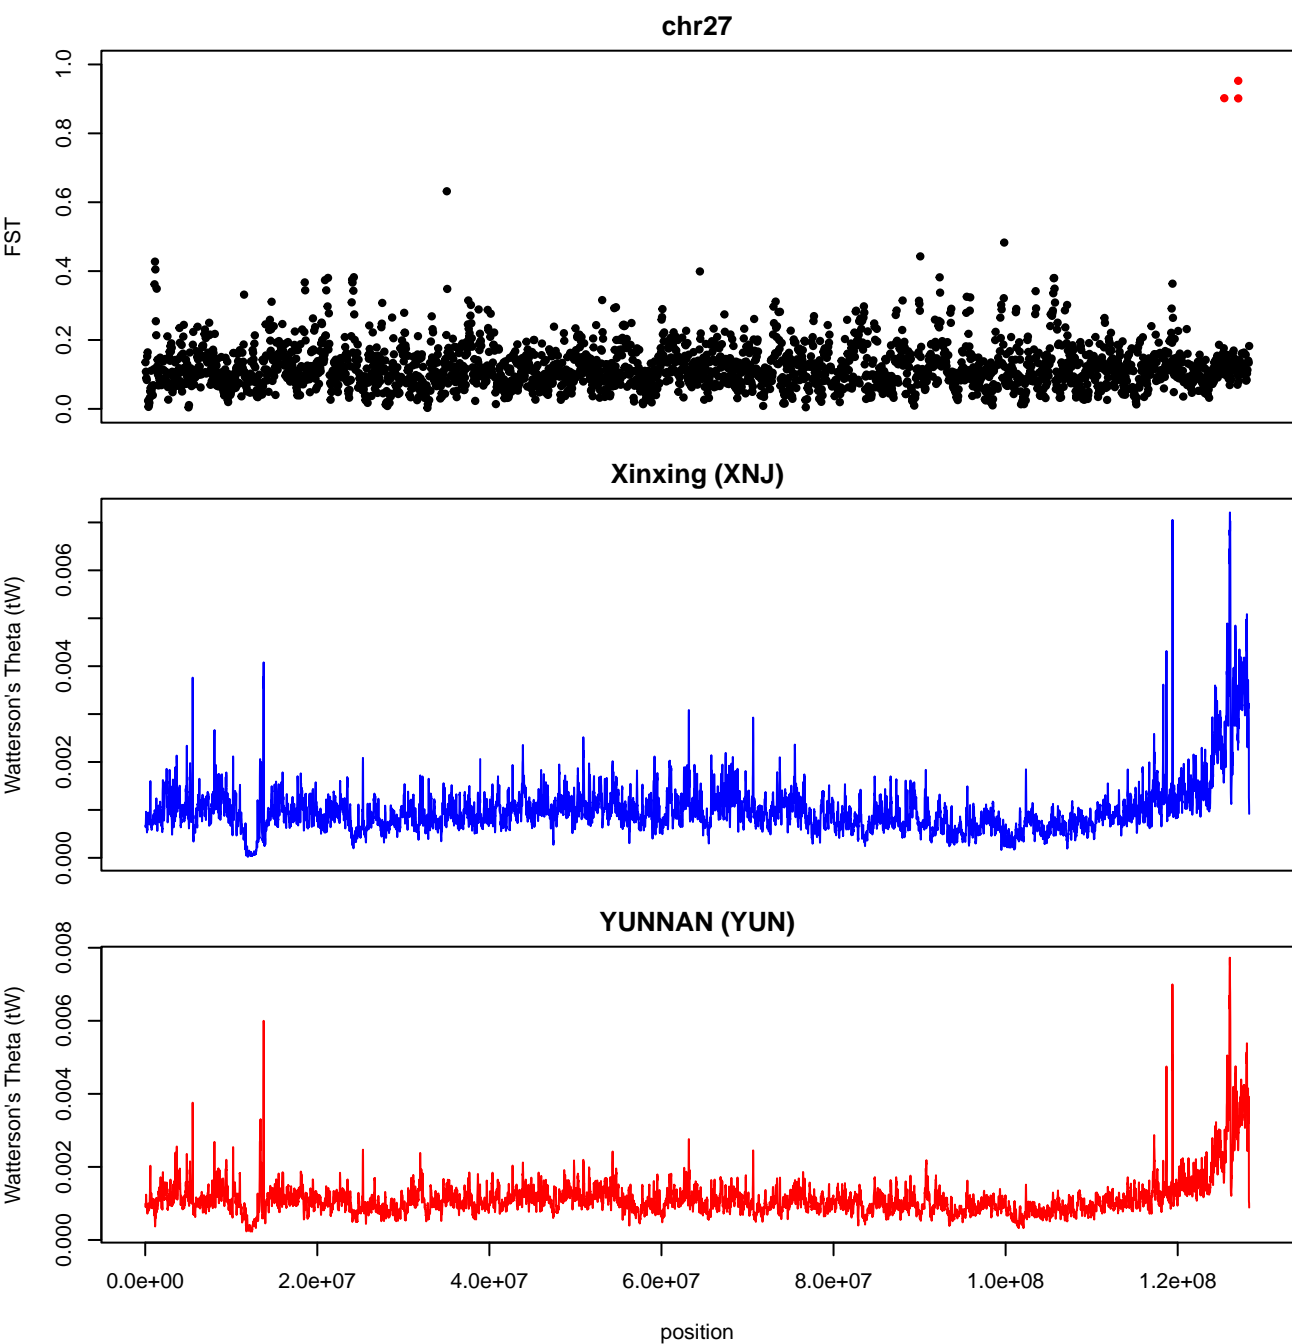 chr27
FST
1.0
0.8
0.6
0.4
0.2
0.0
Xinxing (XNJ)
Watterson's Theta (tW)
0.006
0.004
0.002
0.000
YUNNAN (YUN)
Watterson's Theta (tW)
0.008
0.006
0.004
0.002
0.000
0.0e+00 2.0e+07 4.0e+07 6.0e+07 8.0e+07 1.0e+08 1.2e+08
position